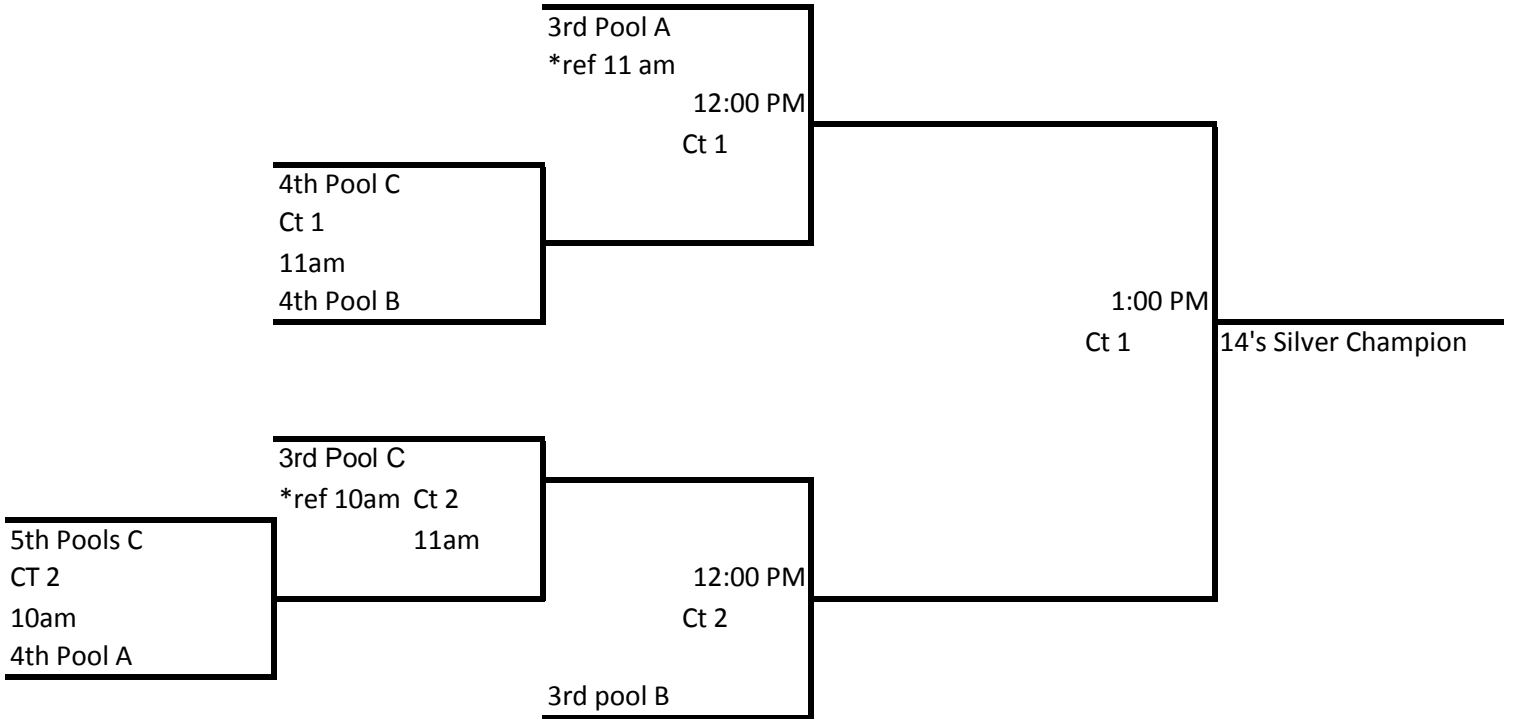 3rd Pool A
*ref 11 am
12:00 PM
Ct 1
4th Pool C
Ct 1
11am
4th Pool B
1:00 PM
Ct 1
14's Silver Champion
3rd Pool C
*ref 10am Ct 2
11am
5th Pools C
CT 2
10am
4th Pool A
12:00 PM
Ct 2
3rd pool B